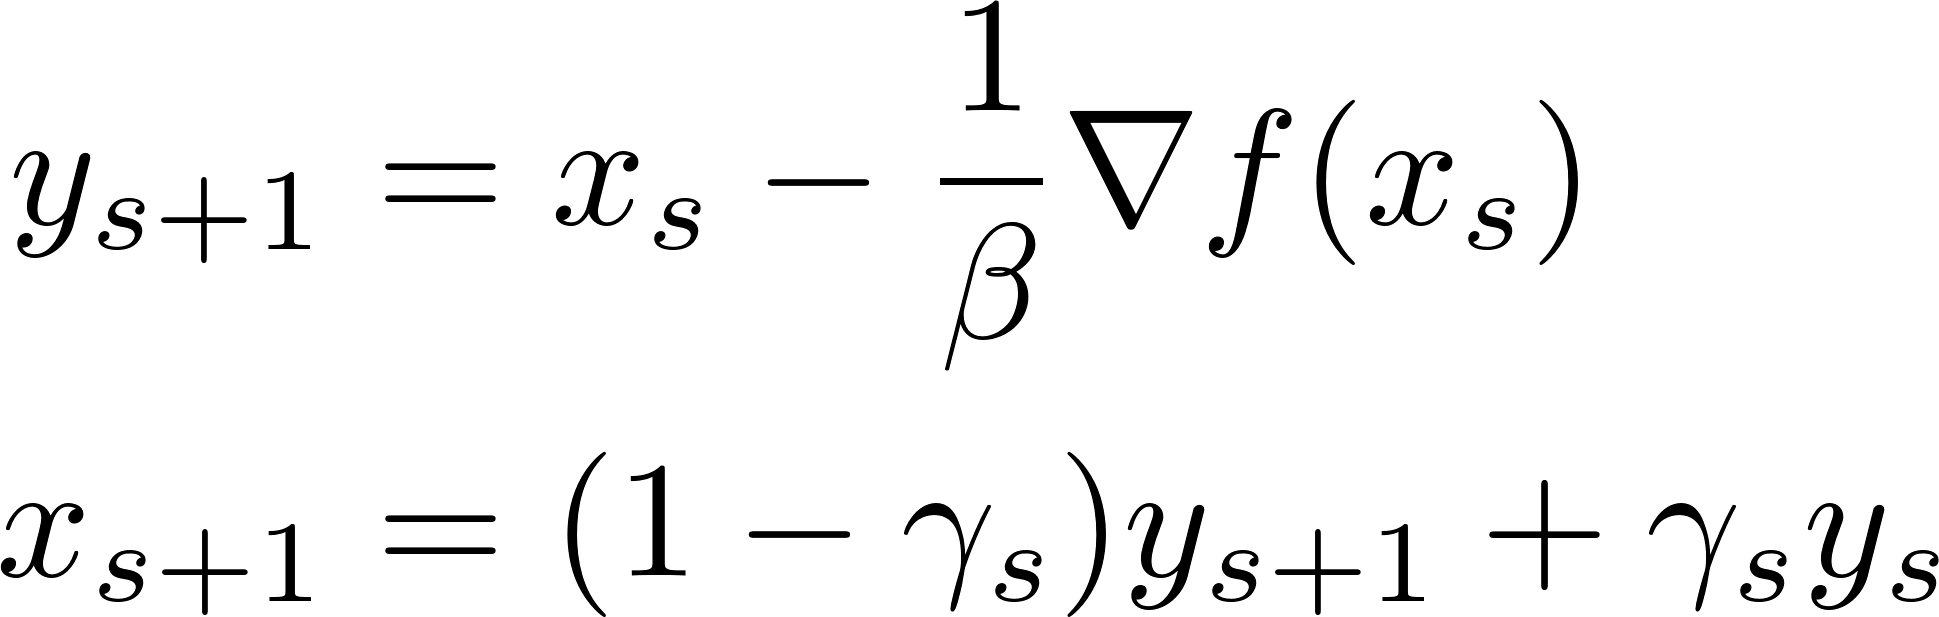 y_{s+1} = x_s - \frac{1}{\beta} \nabla f(x_s)
x_{s+1} = (1 - \gamma_s) y_{s+1} + \gamma_s y_s